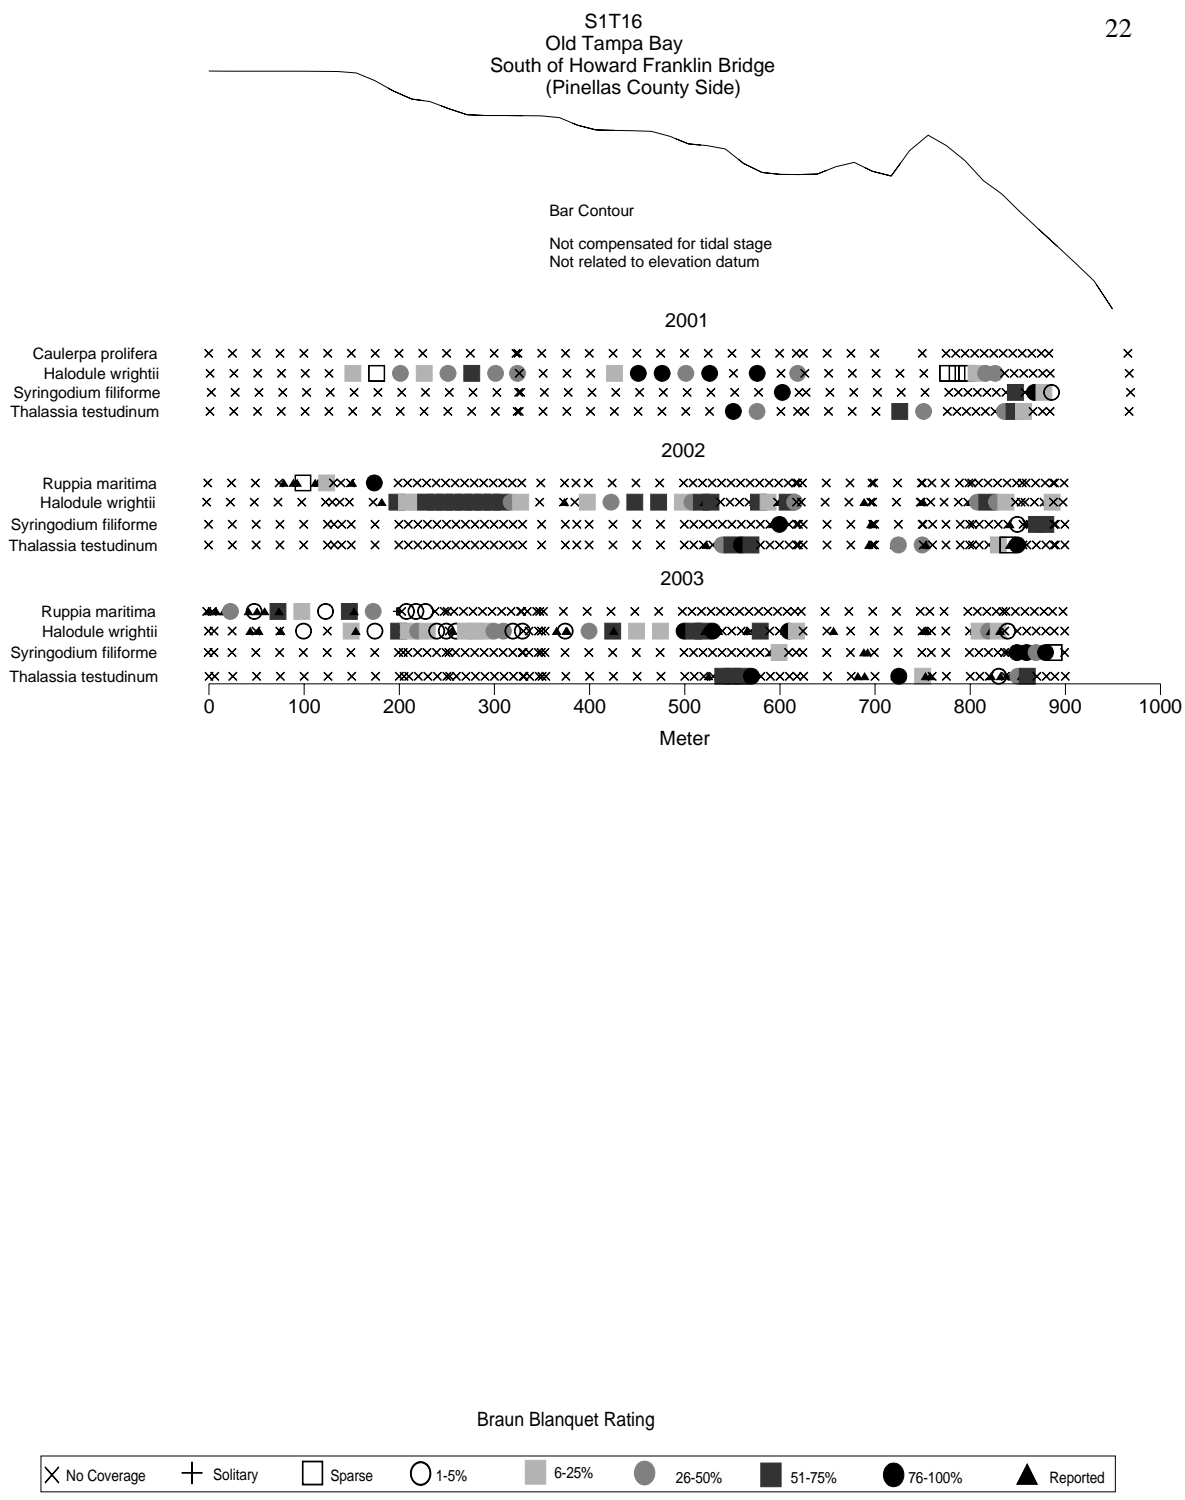 S1T16
22
Old Tampa Bay
South of Howard Franklin Bridge
(Pinellas County Side)
Bar Contour
Not compensated for tidal stage
Not related to elevation datum
2001
Caulerpa prolifera
Halodule wrightii
Syringodium filiforme
Thalassia testudinum
2002
Ruppia maritima
Halodule wrightii
Syringodium filiforme
Thalassia testudinum
2003
Ruppia maritima
Halodule wrightii
Syringodium filiforme
Thalassia testudinum
0 100 200 300 400 500 600 700 800 900 1000
Meter
Braun Blanquet Rating
No Coverage Solitary Sparse 1-5% 6-25% 26-50% 51-75% 76-100% Reported